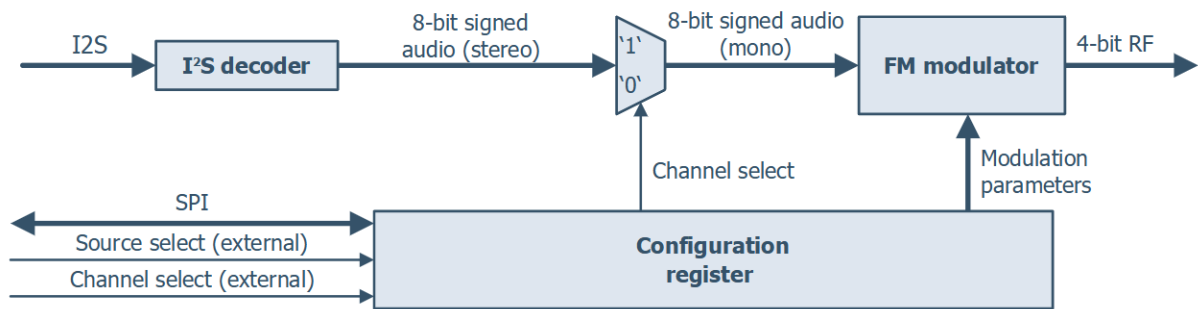 I2S
I²S decoder
8-bit signed
audio (stereo)
‘1‘
‘0‘
8-bit signed audio
(mono)
FM modulator
4-bit RF
Channel select
Modulation
parameters
SPI
Source select (external)
Channel select (external)
Configuration
register